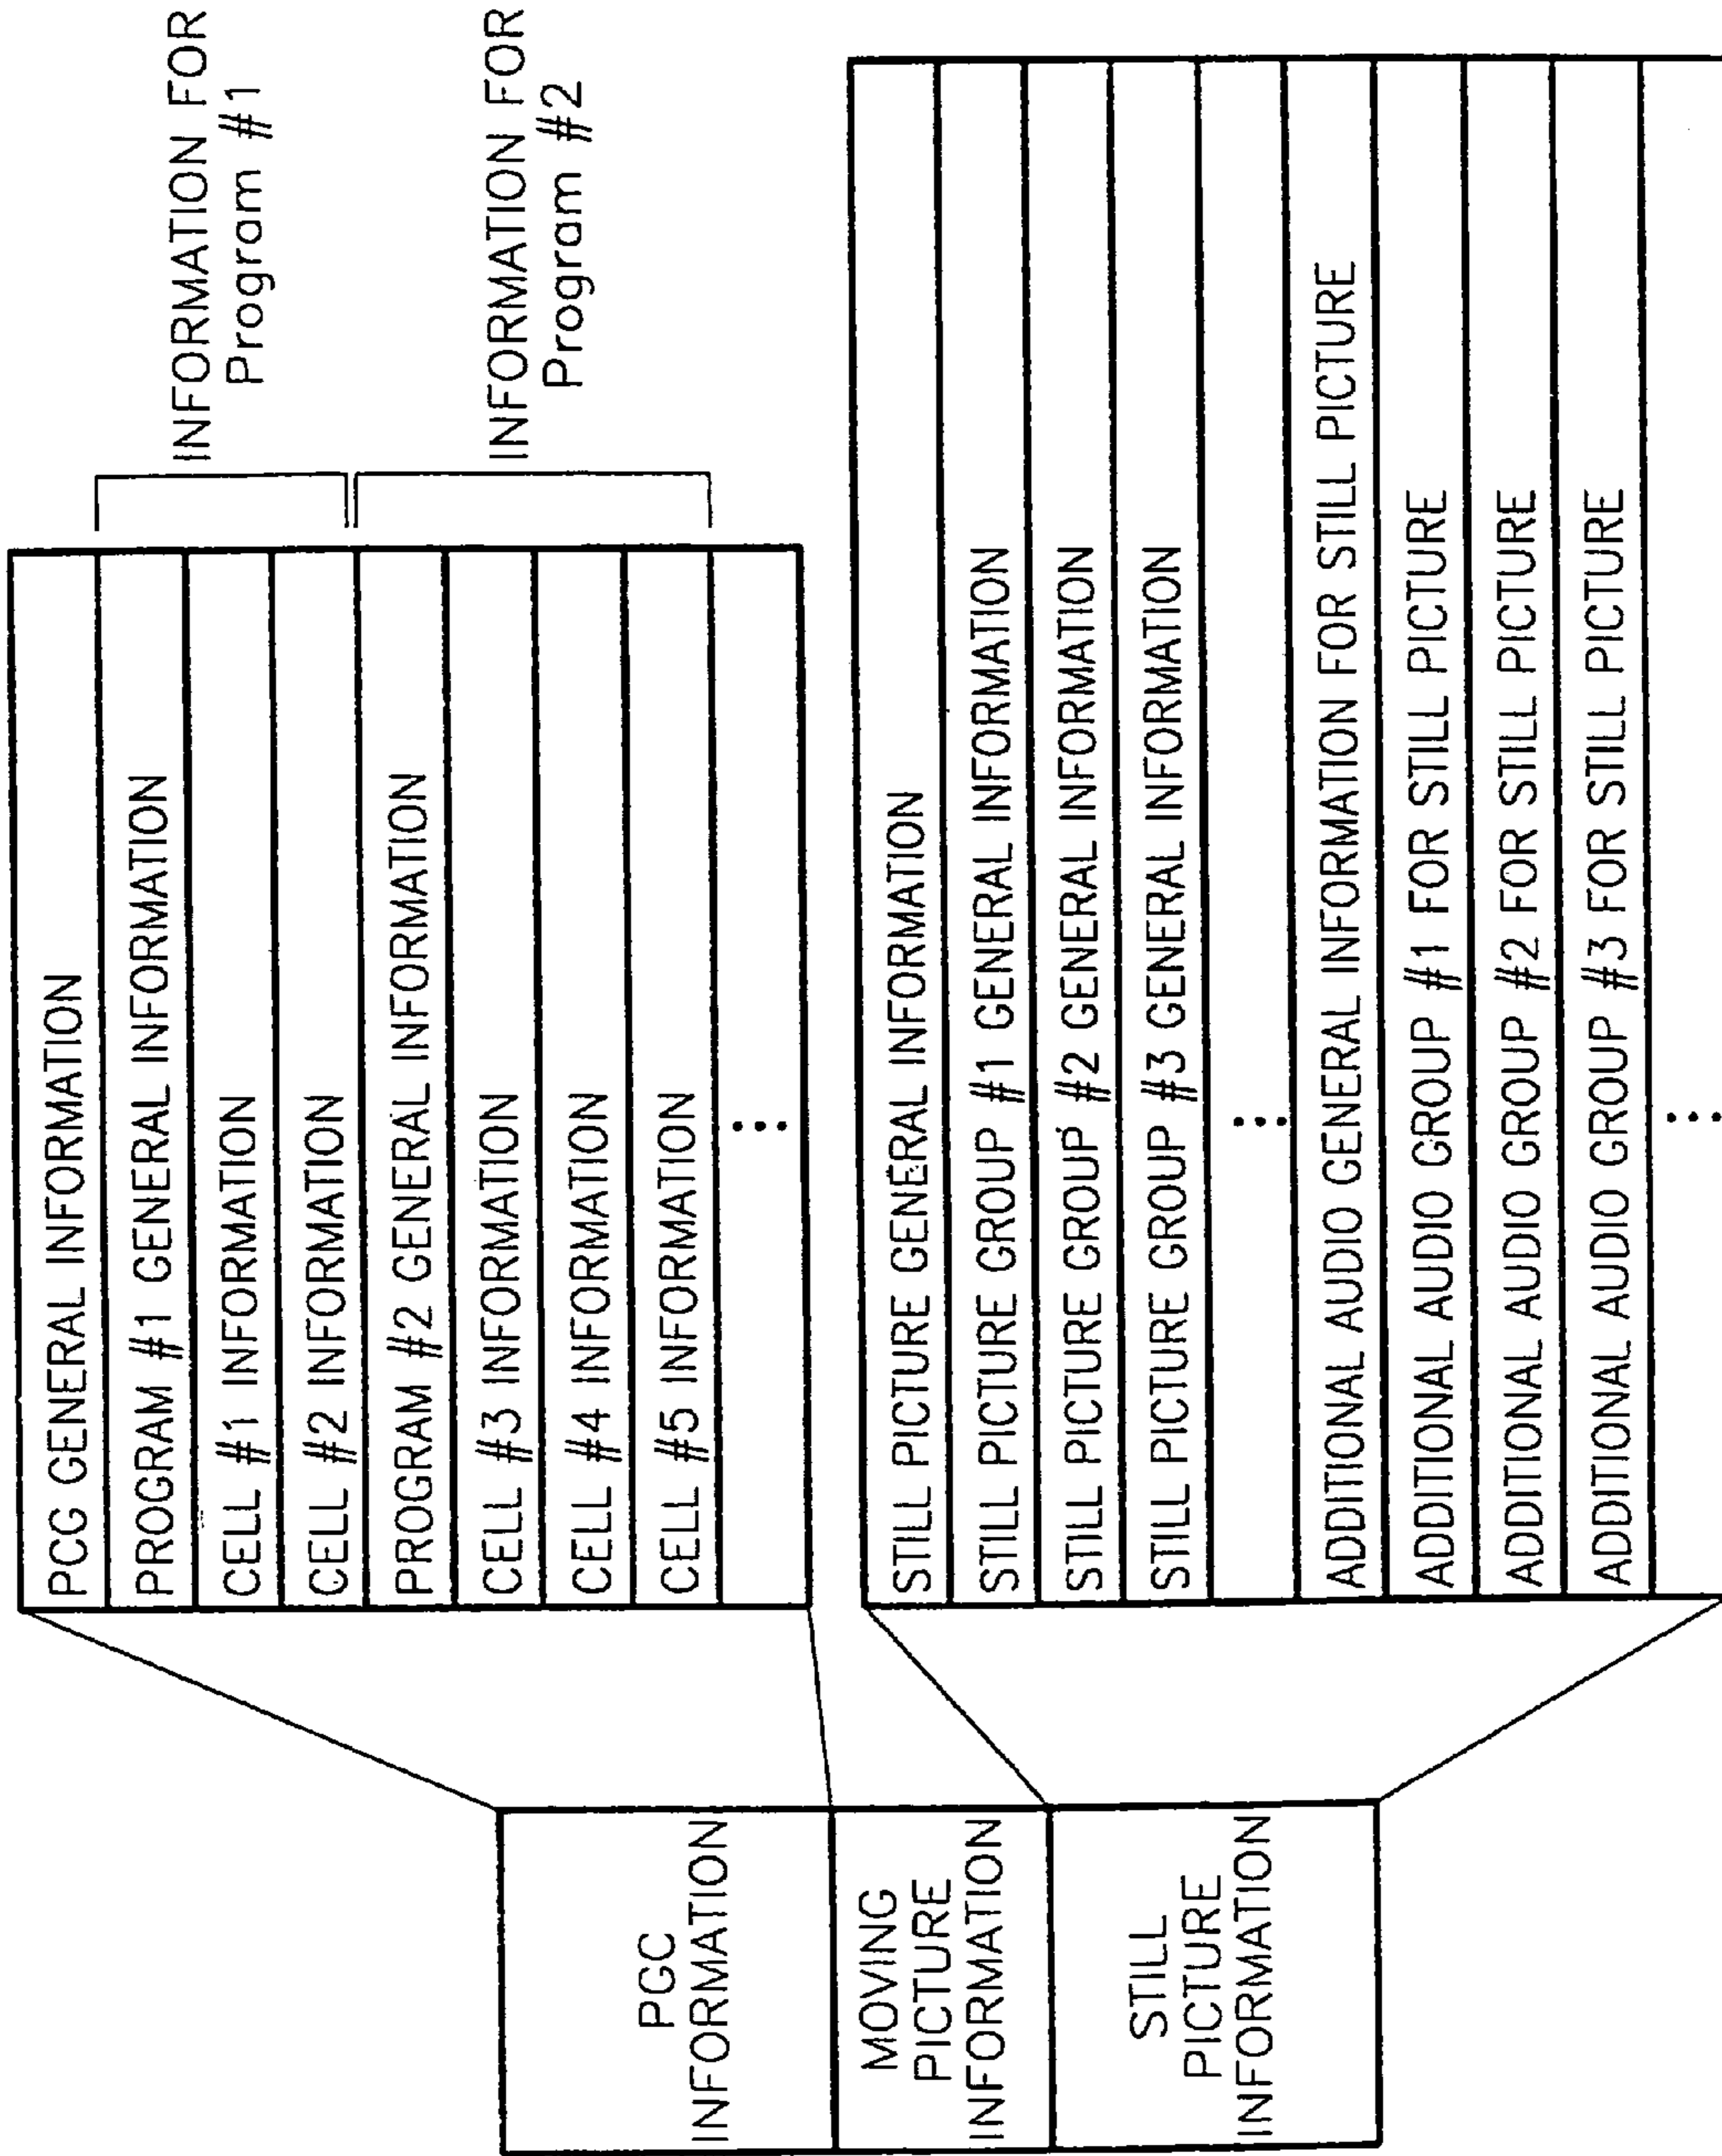 PGC
INFORMATION
MOVING
PICTURE
INFORMATION
STILL
PICTURE
INFORMATION
PCG GENERAL INFORMATION
PROGRAM #1 GENERAL INFORMATION
CELL #1 INFORMATION
CELL #2 INFORMATION
PROGRAM #2 GENERAL INFORMATION
CELL #3 INFORMATION
CELL #4 INFORMATION
CELL #5 INFORMATION
⋮
INFORMATION FOR
Program #1
INFORMATION FOR
Program #2
STILL PICTURE GENERAL INFORMATION
STILL PICTURE GROUP #1 GENERAL INFORMATION
STILL PICTURE GROUP #2 GENERAL INFORMATION
STILL PICTURE GROUP #3 GENERAL INFORMATION
⋮
ADDITIONAL AUDIO GENERAL INFORMATION FOR STILL PICTURE
ADDITIONAL AUDIO GROUP #1 FOR STILL PICTURE
ADDITIONAL AUDIO GROUP #2 FOR STILL PICTURE
ADDITIONAL AUDIO GROUP #3 FOR STILL PICTURE
⋮